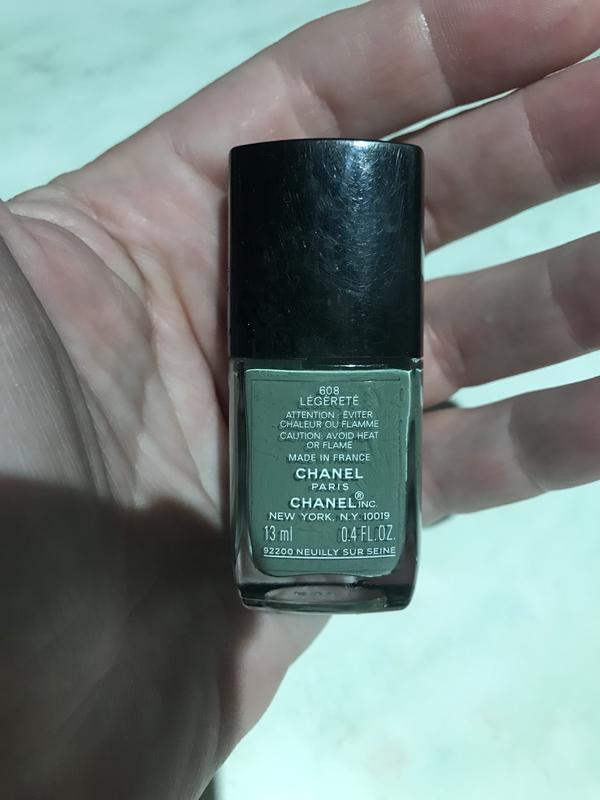 608
LÉGÈRETÉ
ATTENTION : ÉVITER
CHALEUR OU FLAMME
CAUTION: AVOID HEAT
OR FLAME
MADE IN FRANCE
CHANEL
PARIS
CHANEL® INC.
NEW YORK, N.Y. 10019
13 ml 0.4 FL.OZ.
92200 NEUILLY SUR SEINE